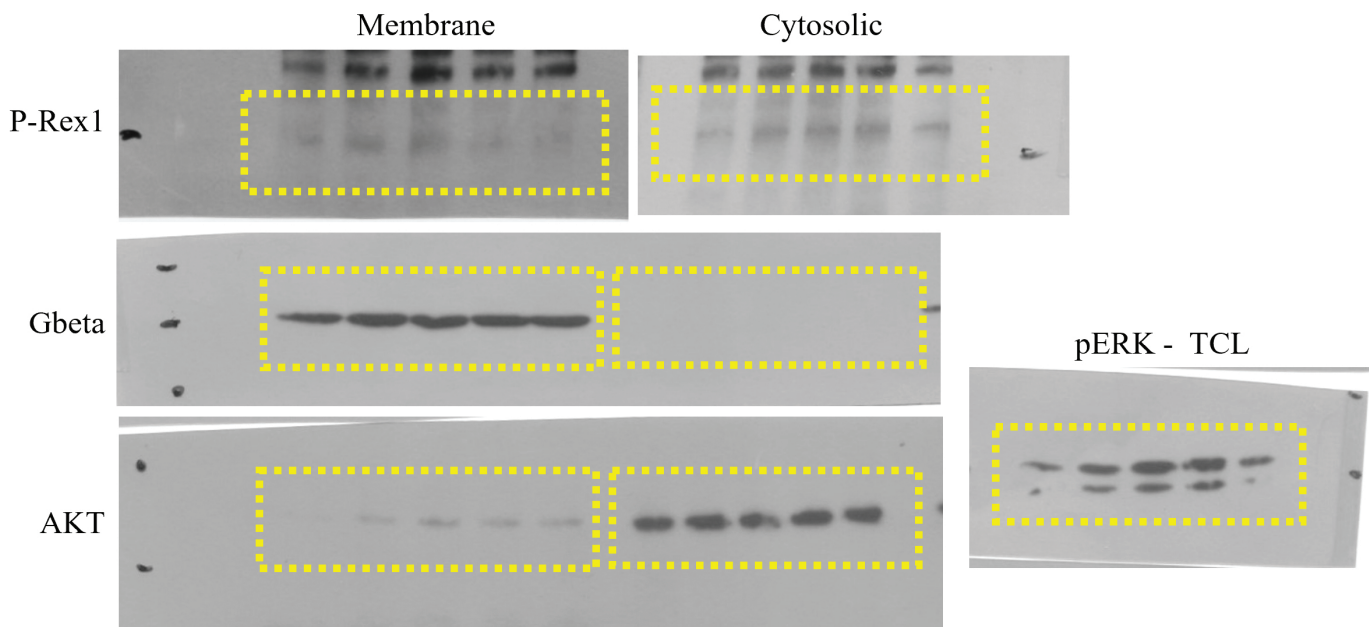 Membrane
Cytosolic
P-Rex1
Gbeta
pERK - TCL
AKT